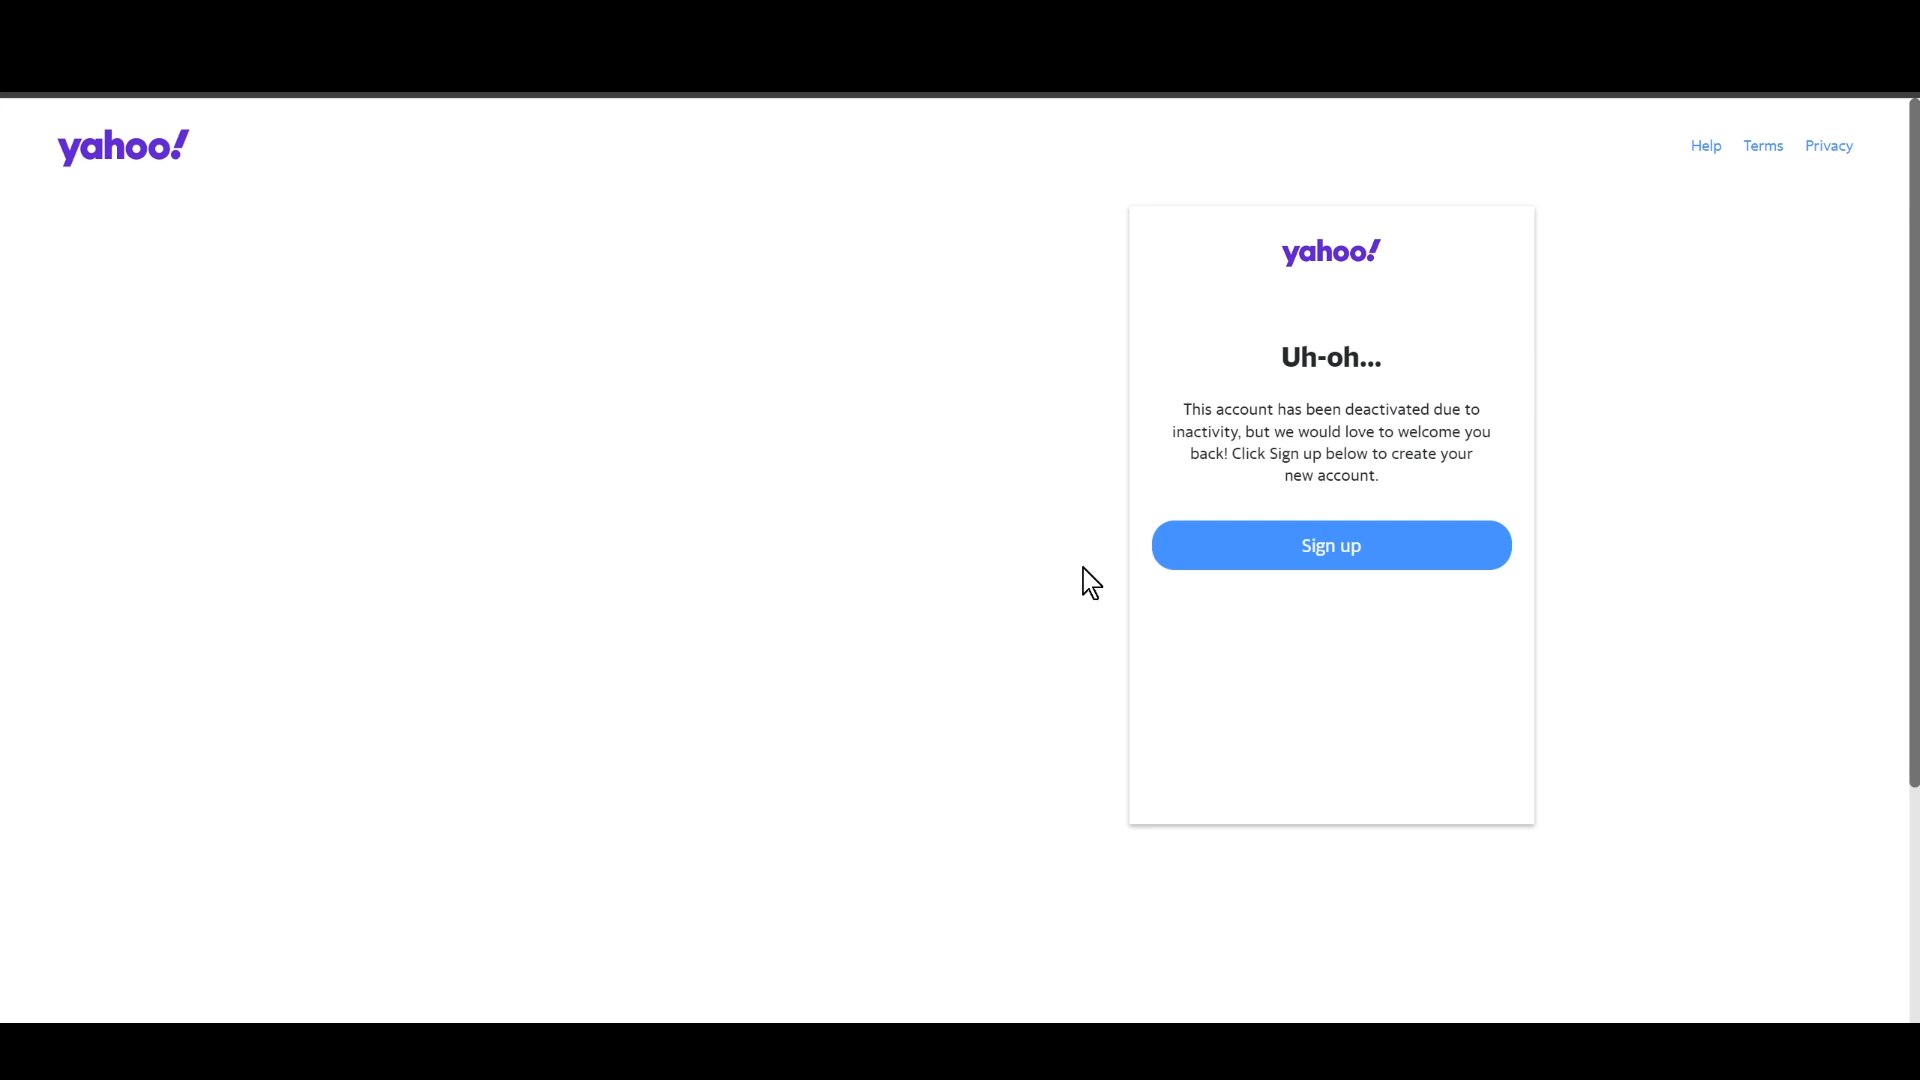 yahoo!
Help Terms Privacy
yahoo!
Uh-oh...
This account has been deactivated due to
inactivity, but we would love to welcome you
back! Click Sign up below to create your
new account.
Sign up